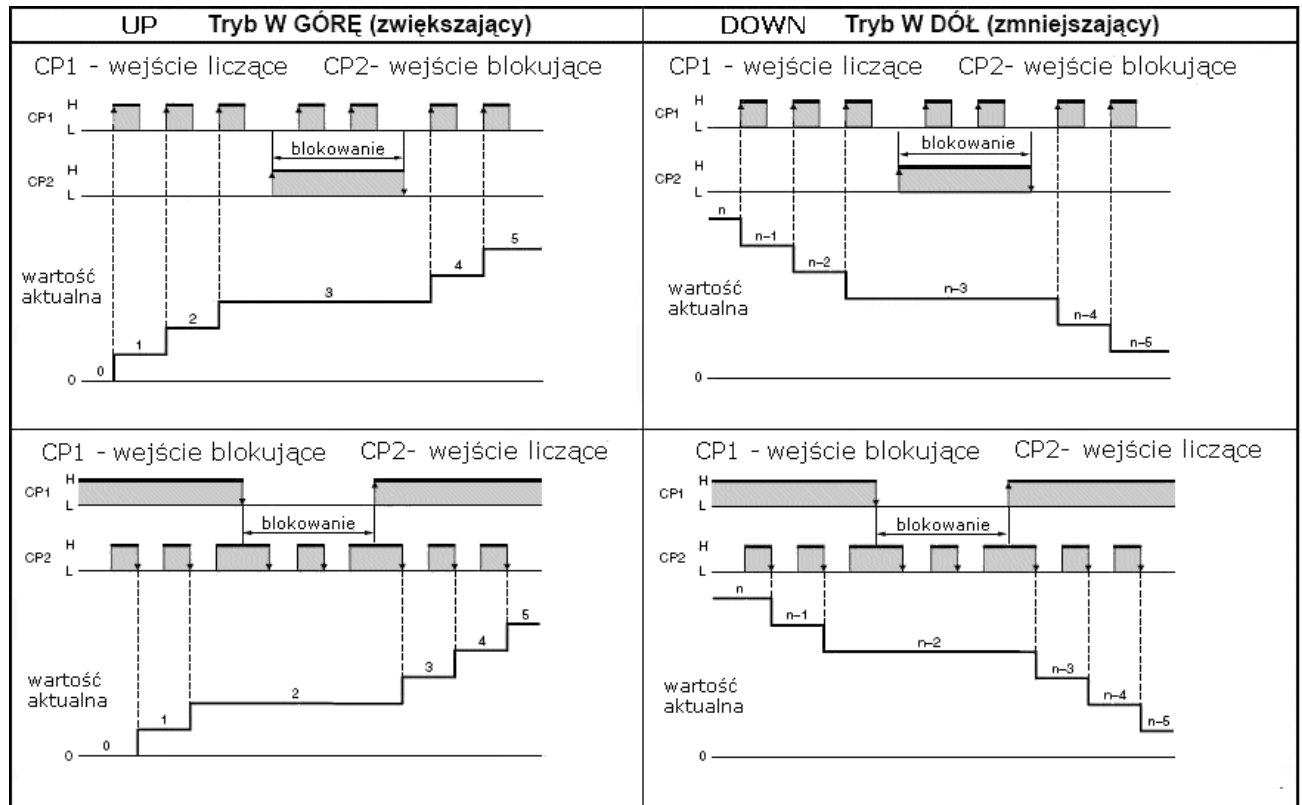 UP Tryb W GÓRĘ (zwiększający)
DOWN Tryb W DÓŁ (zmniejszający)
CP1 - wejście liczące CP2- wejście blokujące
CP1 H
L
blokowanie
CP2 H
L
5
4
3
2
1
0
wartość
aktualna
0
CP1 - wejście liczące CP2- wejście blokujące
CP1 H
L
blokowanie
CP2 H
L
n
n–1
n–2
n–3
n–4
n–5
wartość
aktualna
0
CP1 - wejście blokujące CP2- wejście liczące
CP1 H
L
blokowanie
CP2 H
L
5
4
3
2
1
0
wartość
aktualna
0
CP1 - wejście blokujące CP2- wejście liczące
CP1 H
L
blokowanie
CP2 H
L
n
n–1
n–2
n–3
n–4
n–5
wartość
aktualna
0